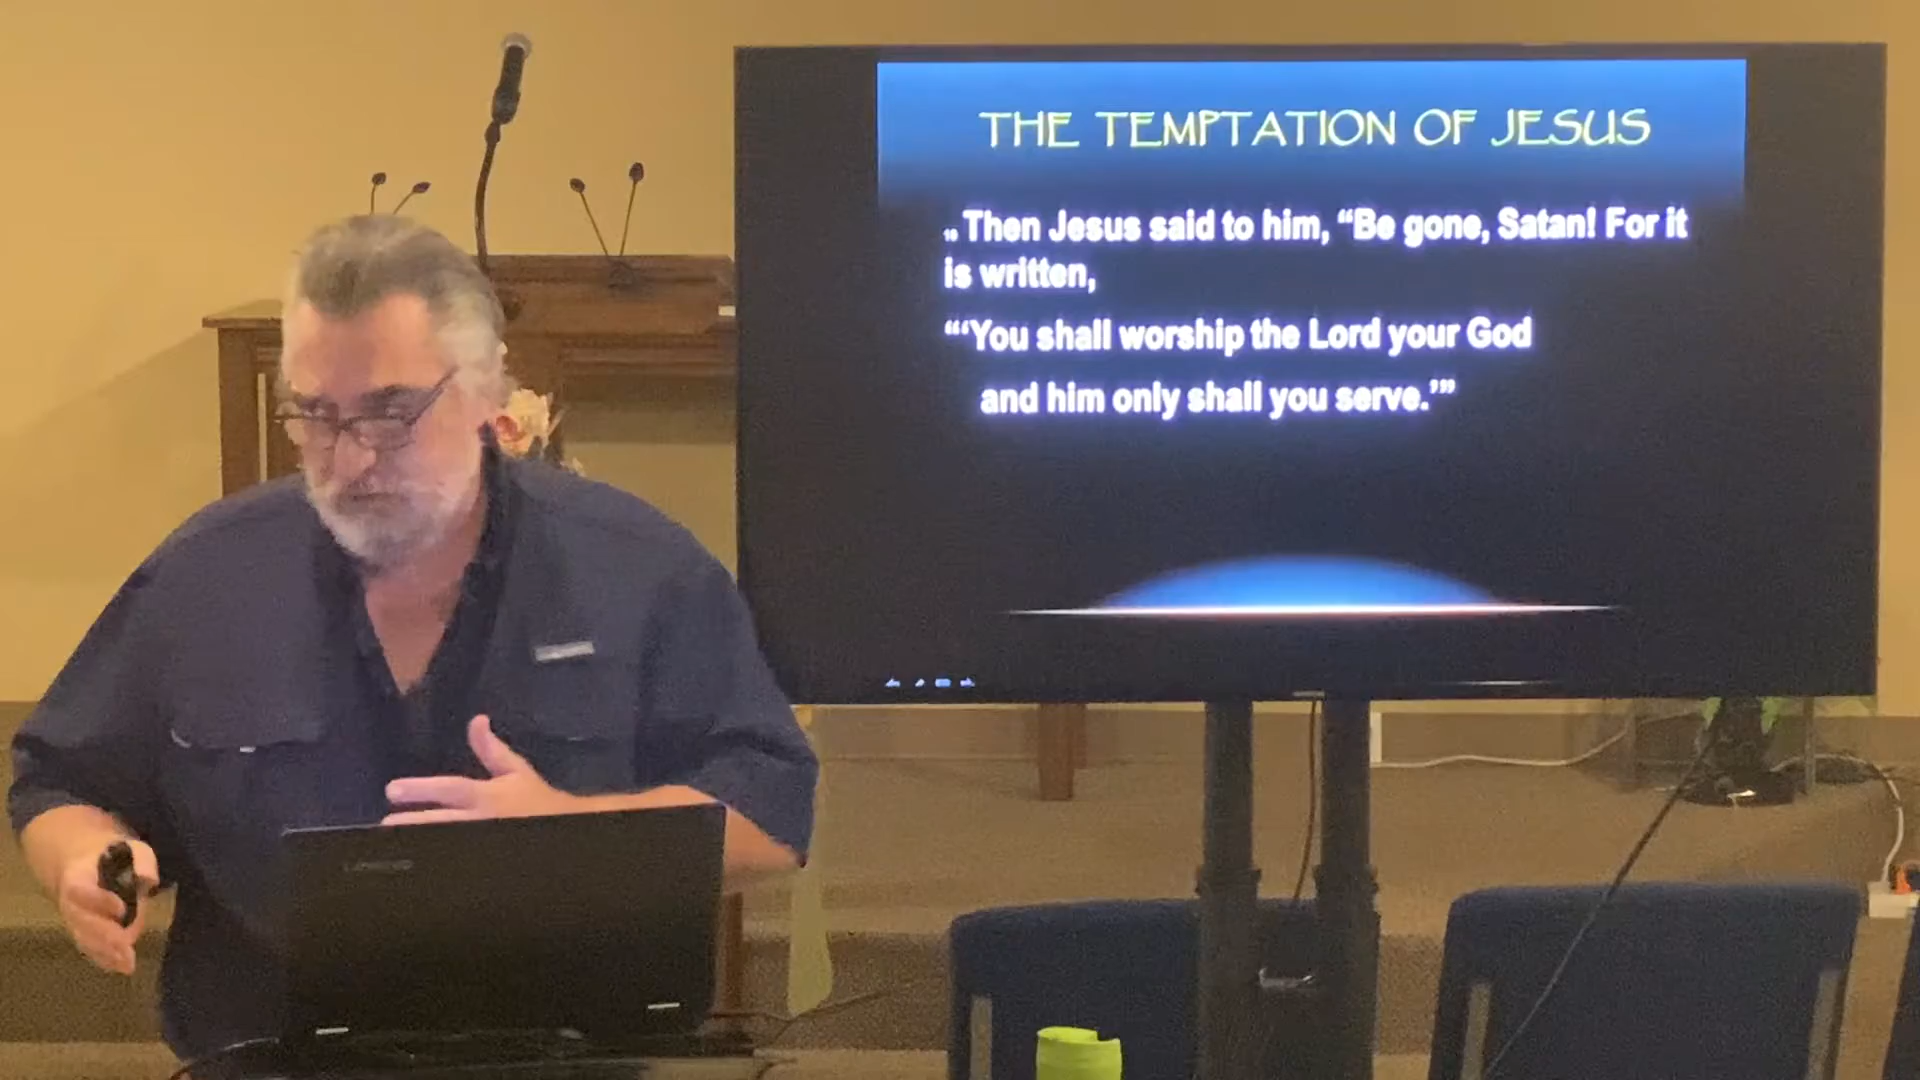 THE TEMPTATION OF JESUS
10 Then Jesus said to him, “Be gone, Satan! For it
is written,
“‘You shall worship the Lord your God
and him only shall you serve.’”